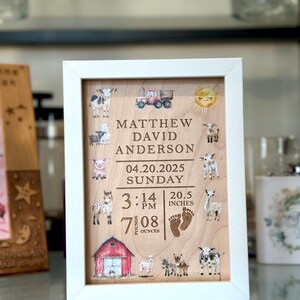 MATTHEW
DAVID
ANDERSON
04.20.2025
SUNDAY
3:14 PM
20,5 INCHES
7 POUNDS 08 OUNCES